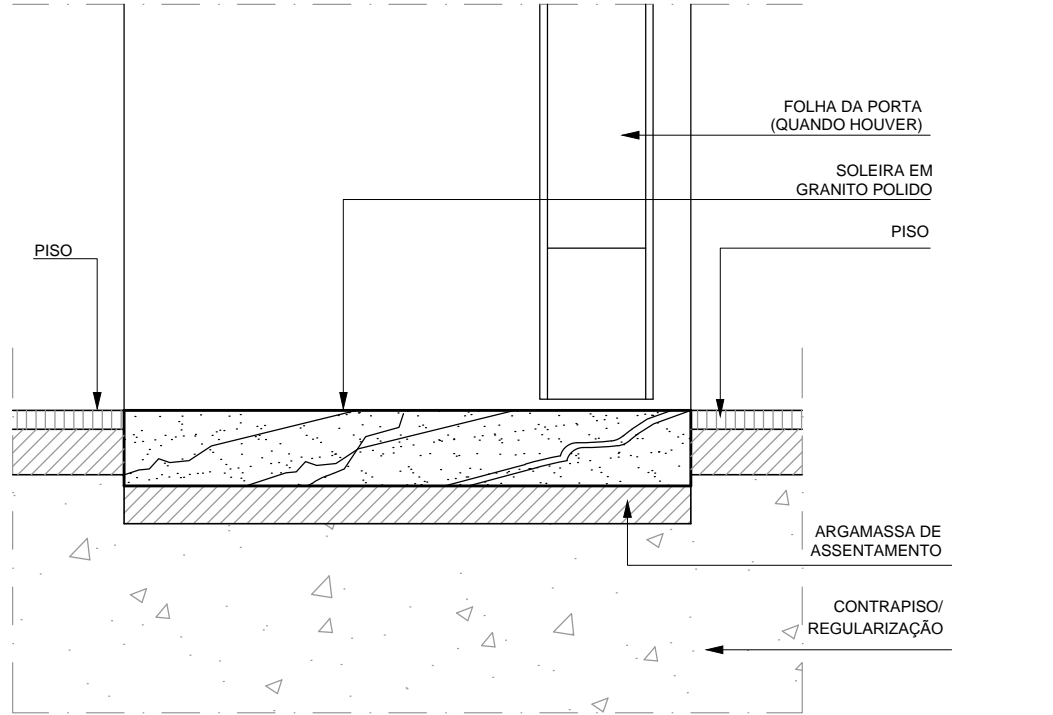 FOLHA DA PORTA
(QUANDO HOUVER)
SOLEIRA EM
GRANITO POLIDO
PISO
PISO
ARGAMASSA DE
ASSENTAMENTO
CONTRAPISO/
REGULARIZAÇÃO